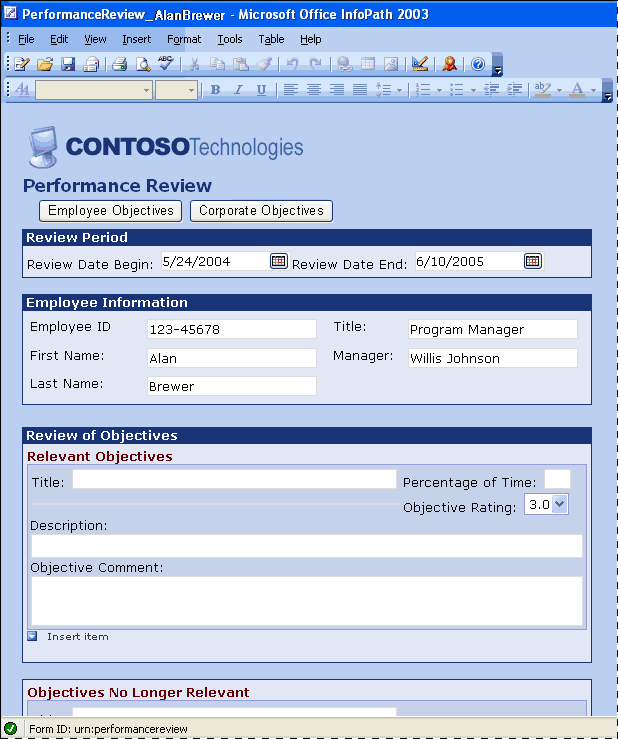 PerformanceReview_AlanBrewer - Microsoft Office InfoPath 2003
File Edit View Insert Format Tools Table Help
CONTOSOTechnologies
Performance Review
Employee Objectives Corporate Objectives
Review Period
Review Date Begin: 5/24/2004 Review Date End: 6/10/2005
Employee Information
Employee ID 123-45678 Title: Program Manager
First Name: Alan Manager: Willis Johnson
Last Name: Brewer
Review of Objectives
Relevant Objectives
Title: Percentage of Time:
Objective Rating: 3.0
Description:
Objective Comment:
Insert item
Objectives No Longer Relevant
Form ID: urn:performancereview